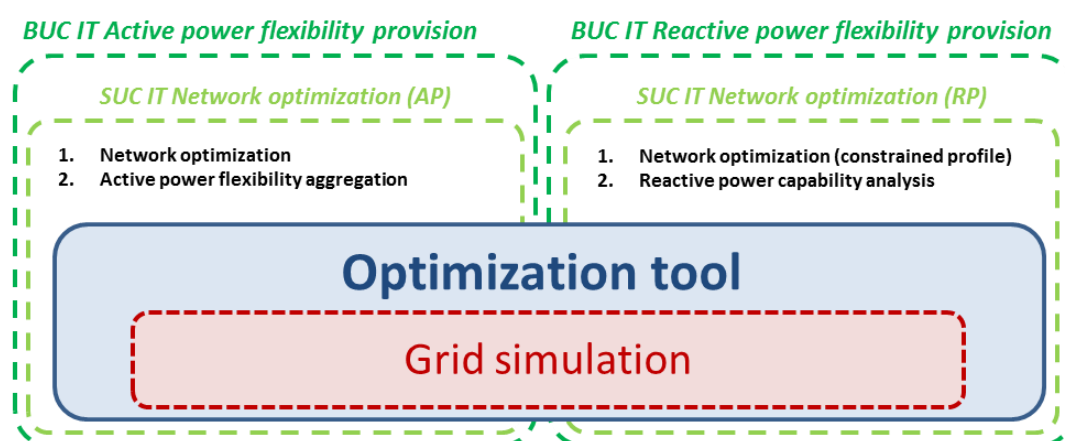 BUC IT Active power flexibility provision
BUC IT Reactive power flexibility provision
SUC IT Network optimization (AP)
SUC IT Network optimization (RP)
1. Network optimization
2. Active power flexibility aggregation
1. Network optimization (constrained profile)
2. Reactive power capability analysis
Optimization tool
Grid simulation